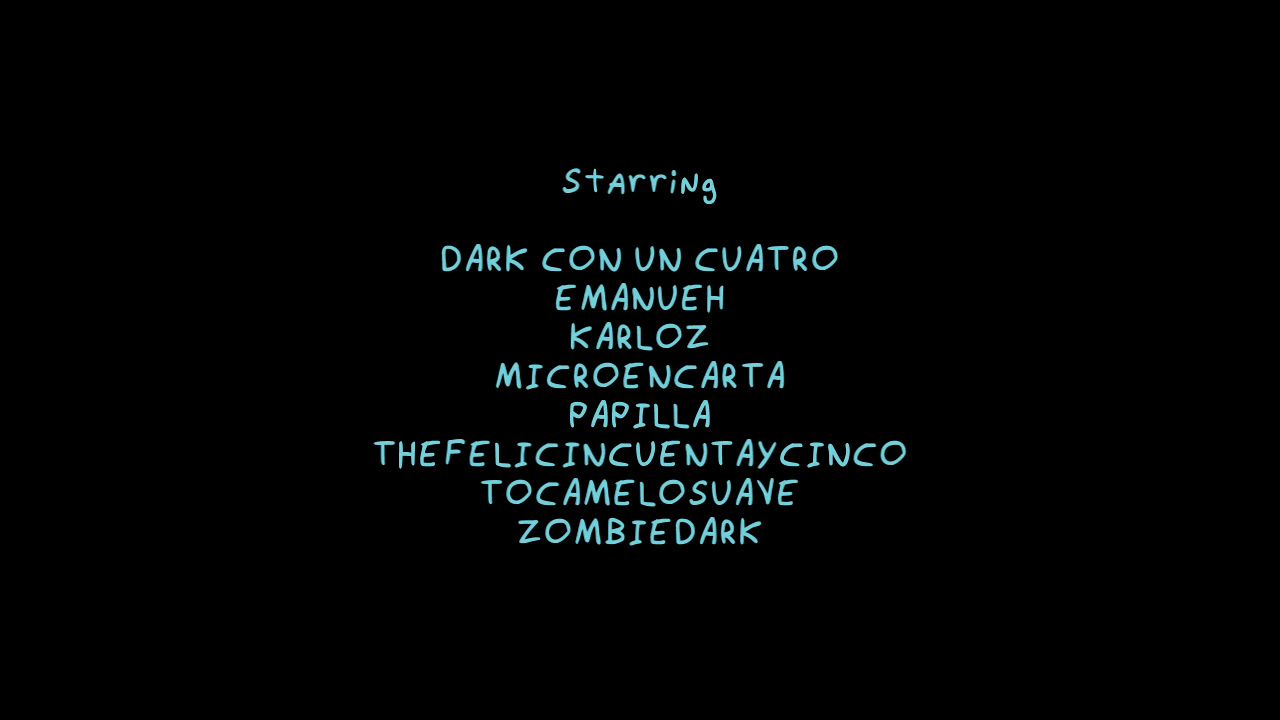 Starring
DARK CON UN CUATRO
EMANUEH
KARLOZ
MICROENCARTA
PAPILLA
THEFELICINCUENTAYCINCO
TOCAMELOSUAVE
ZOMBIEDARK